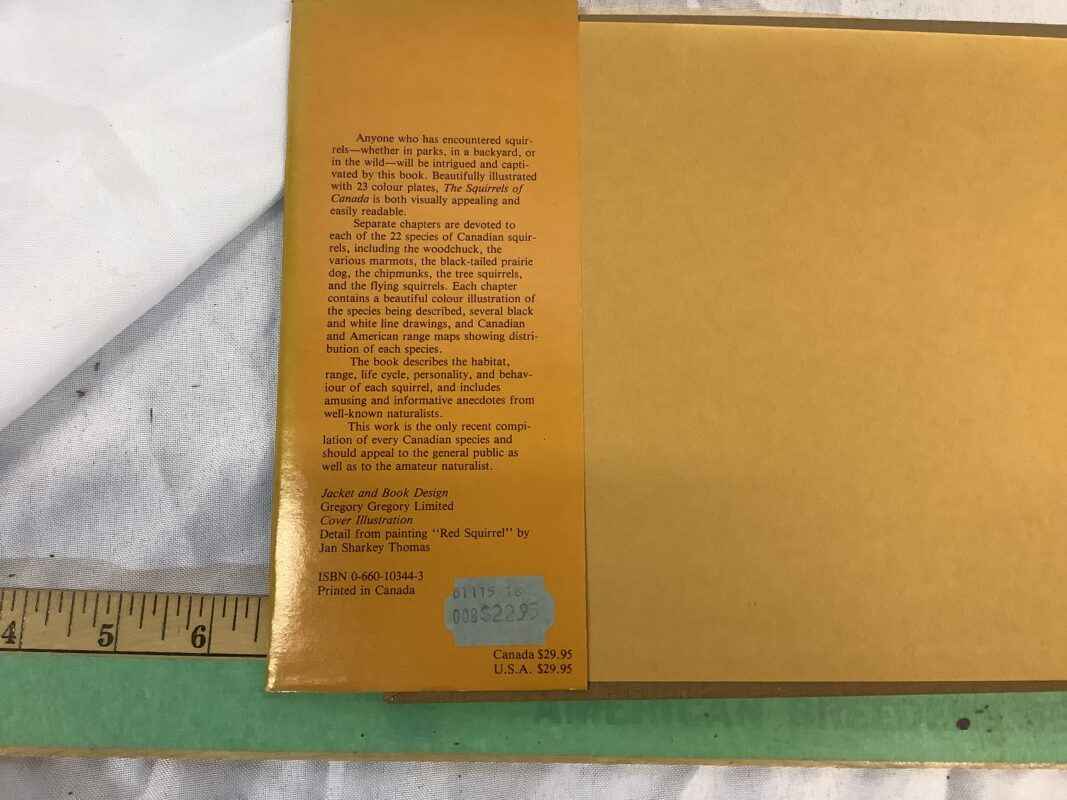 Anyone who has encountered squir-
rels—whether in parks, in a backyard, or
in the wild—will be intrigued and capti-
vated by this book. Beautifully illustrated
with 23 colour plates, The Squirrels of
Canada is both visually appealing and
easily readable.
Separate chapters are devoted to
each of the 22 species of Canadian squir-
rels, including the woodchuck, the
various marmots, the black-tailed prairie
dog, the chipmunks, the tree squirrels,
and the flying squirrels. Each chapter
contains a beautiful colour illustration of
the species being described, several black
and white line drawings, and Canadian
and American range maps showing distri-
bution of each species.
The book describes the habitat,
range, life cycle, personality, and behav-
iour of each squirrel, and includes
amusing and informative anecdotes from
well-known naturalists.
This work is the only recent compi-
lation of every Canadian species and
should appeal to the general public as
well as to the amateur naturalist.
Jacket and Book Design
Gregory Gregory Limited
Cover Illustration
Detail from painting "Red Squirrel" by
Jan Sharkey Thomas
ISBN 0-660-10344-3
Printed in Canada
008 $22.95
Canada $29.95
U.S.A. $29.95
4 5 6
AMERICAN